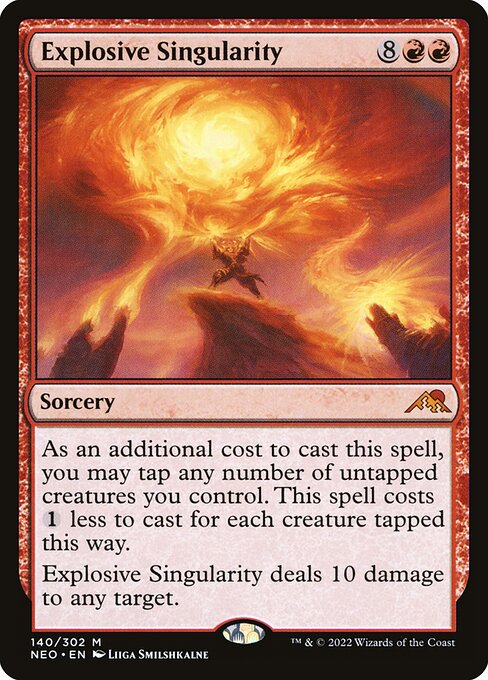 Explosive Singularity 8
Sorcery
As an additional cost to cast this spell,
you may tap any number of untapped
creatures you control. This spell costs
1 less to cast for each creature tapped
this way.
Explosive Singularity deals 10 damage
to any target.
140/302 M
NEO • EN LIIGA SMILSHKALNE
™ & © 2022 Wizards of the Coast